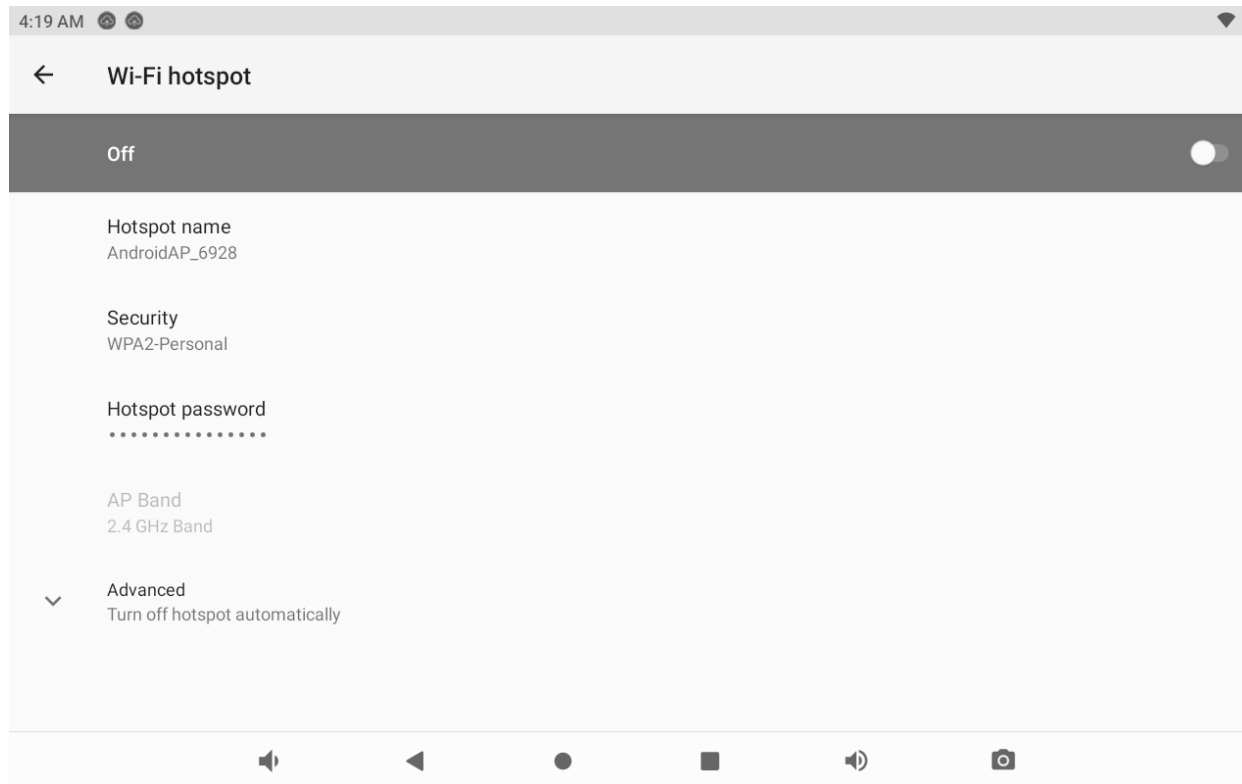 4:19 AM
Wi-Fi hotspot
Off
Hotspot name
AndroidAP_6928
Security
WPA2-Personal
Hotspot password
•••••••••••••••
AP Band
2.4 GHz Band
Advanced
Turn off hotspot automatically